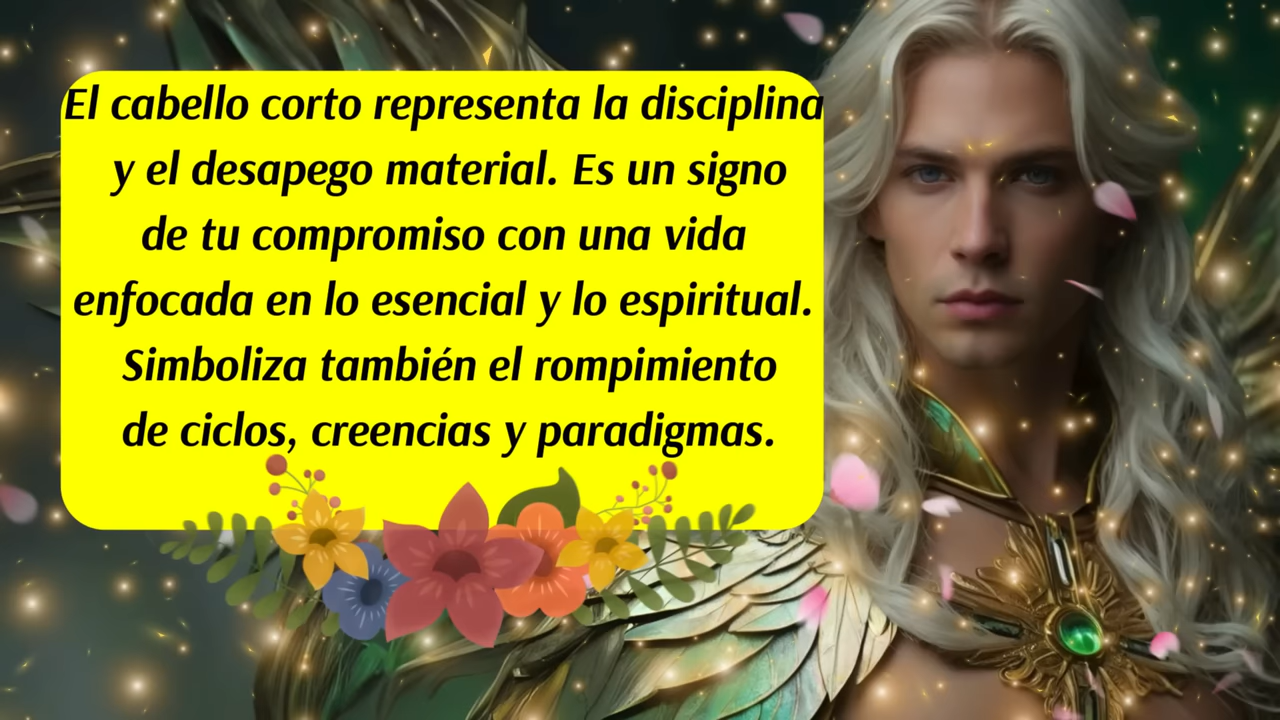 El cabello corto representa la disciplina
y el desapego material. Es un signo
de tu compromiso con una vida
enfocada en lo esencial y lo espiritual.
Simboliza también el rompimiento
de ciclos, creencias y paradigmas.